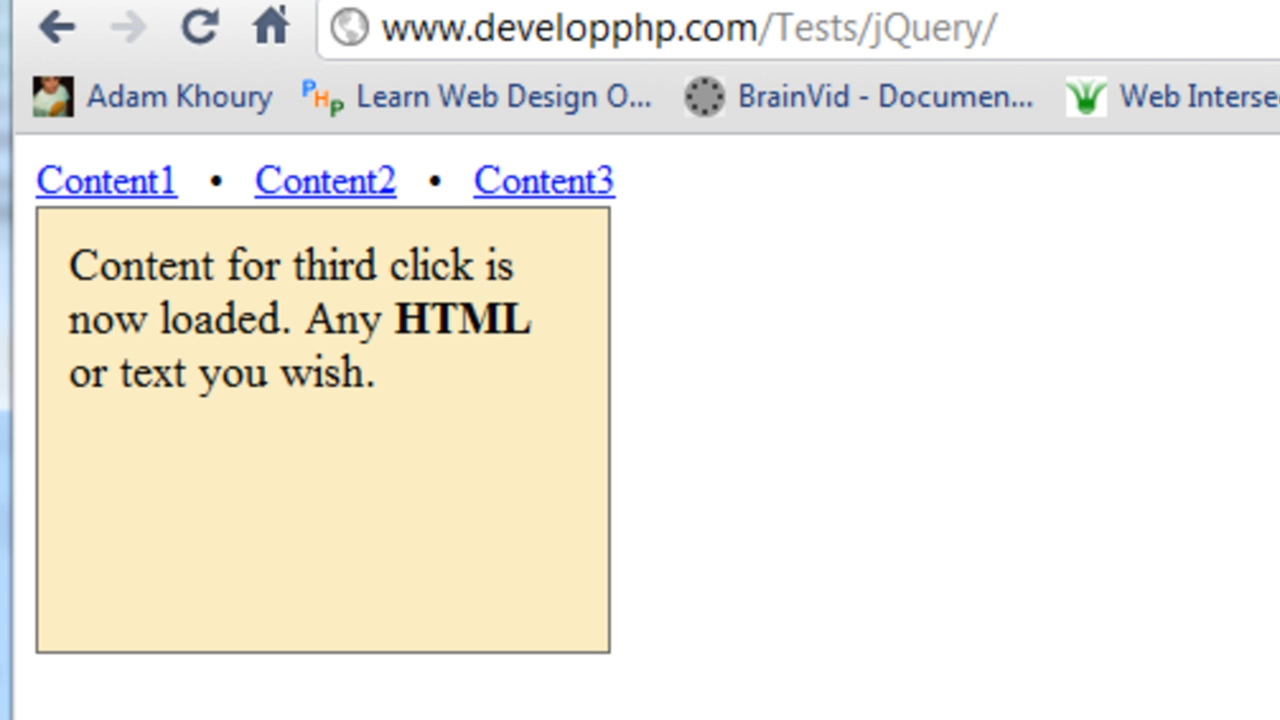 www.developphp.com/Tests/jQuery/
Adam Khoury PHP Learn Web Design O... BrainVid - Documen... Web Interse
Content1 • Content2 • Content3
Content for third click is
now loaded. Any HTML
or text you wish.